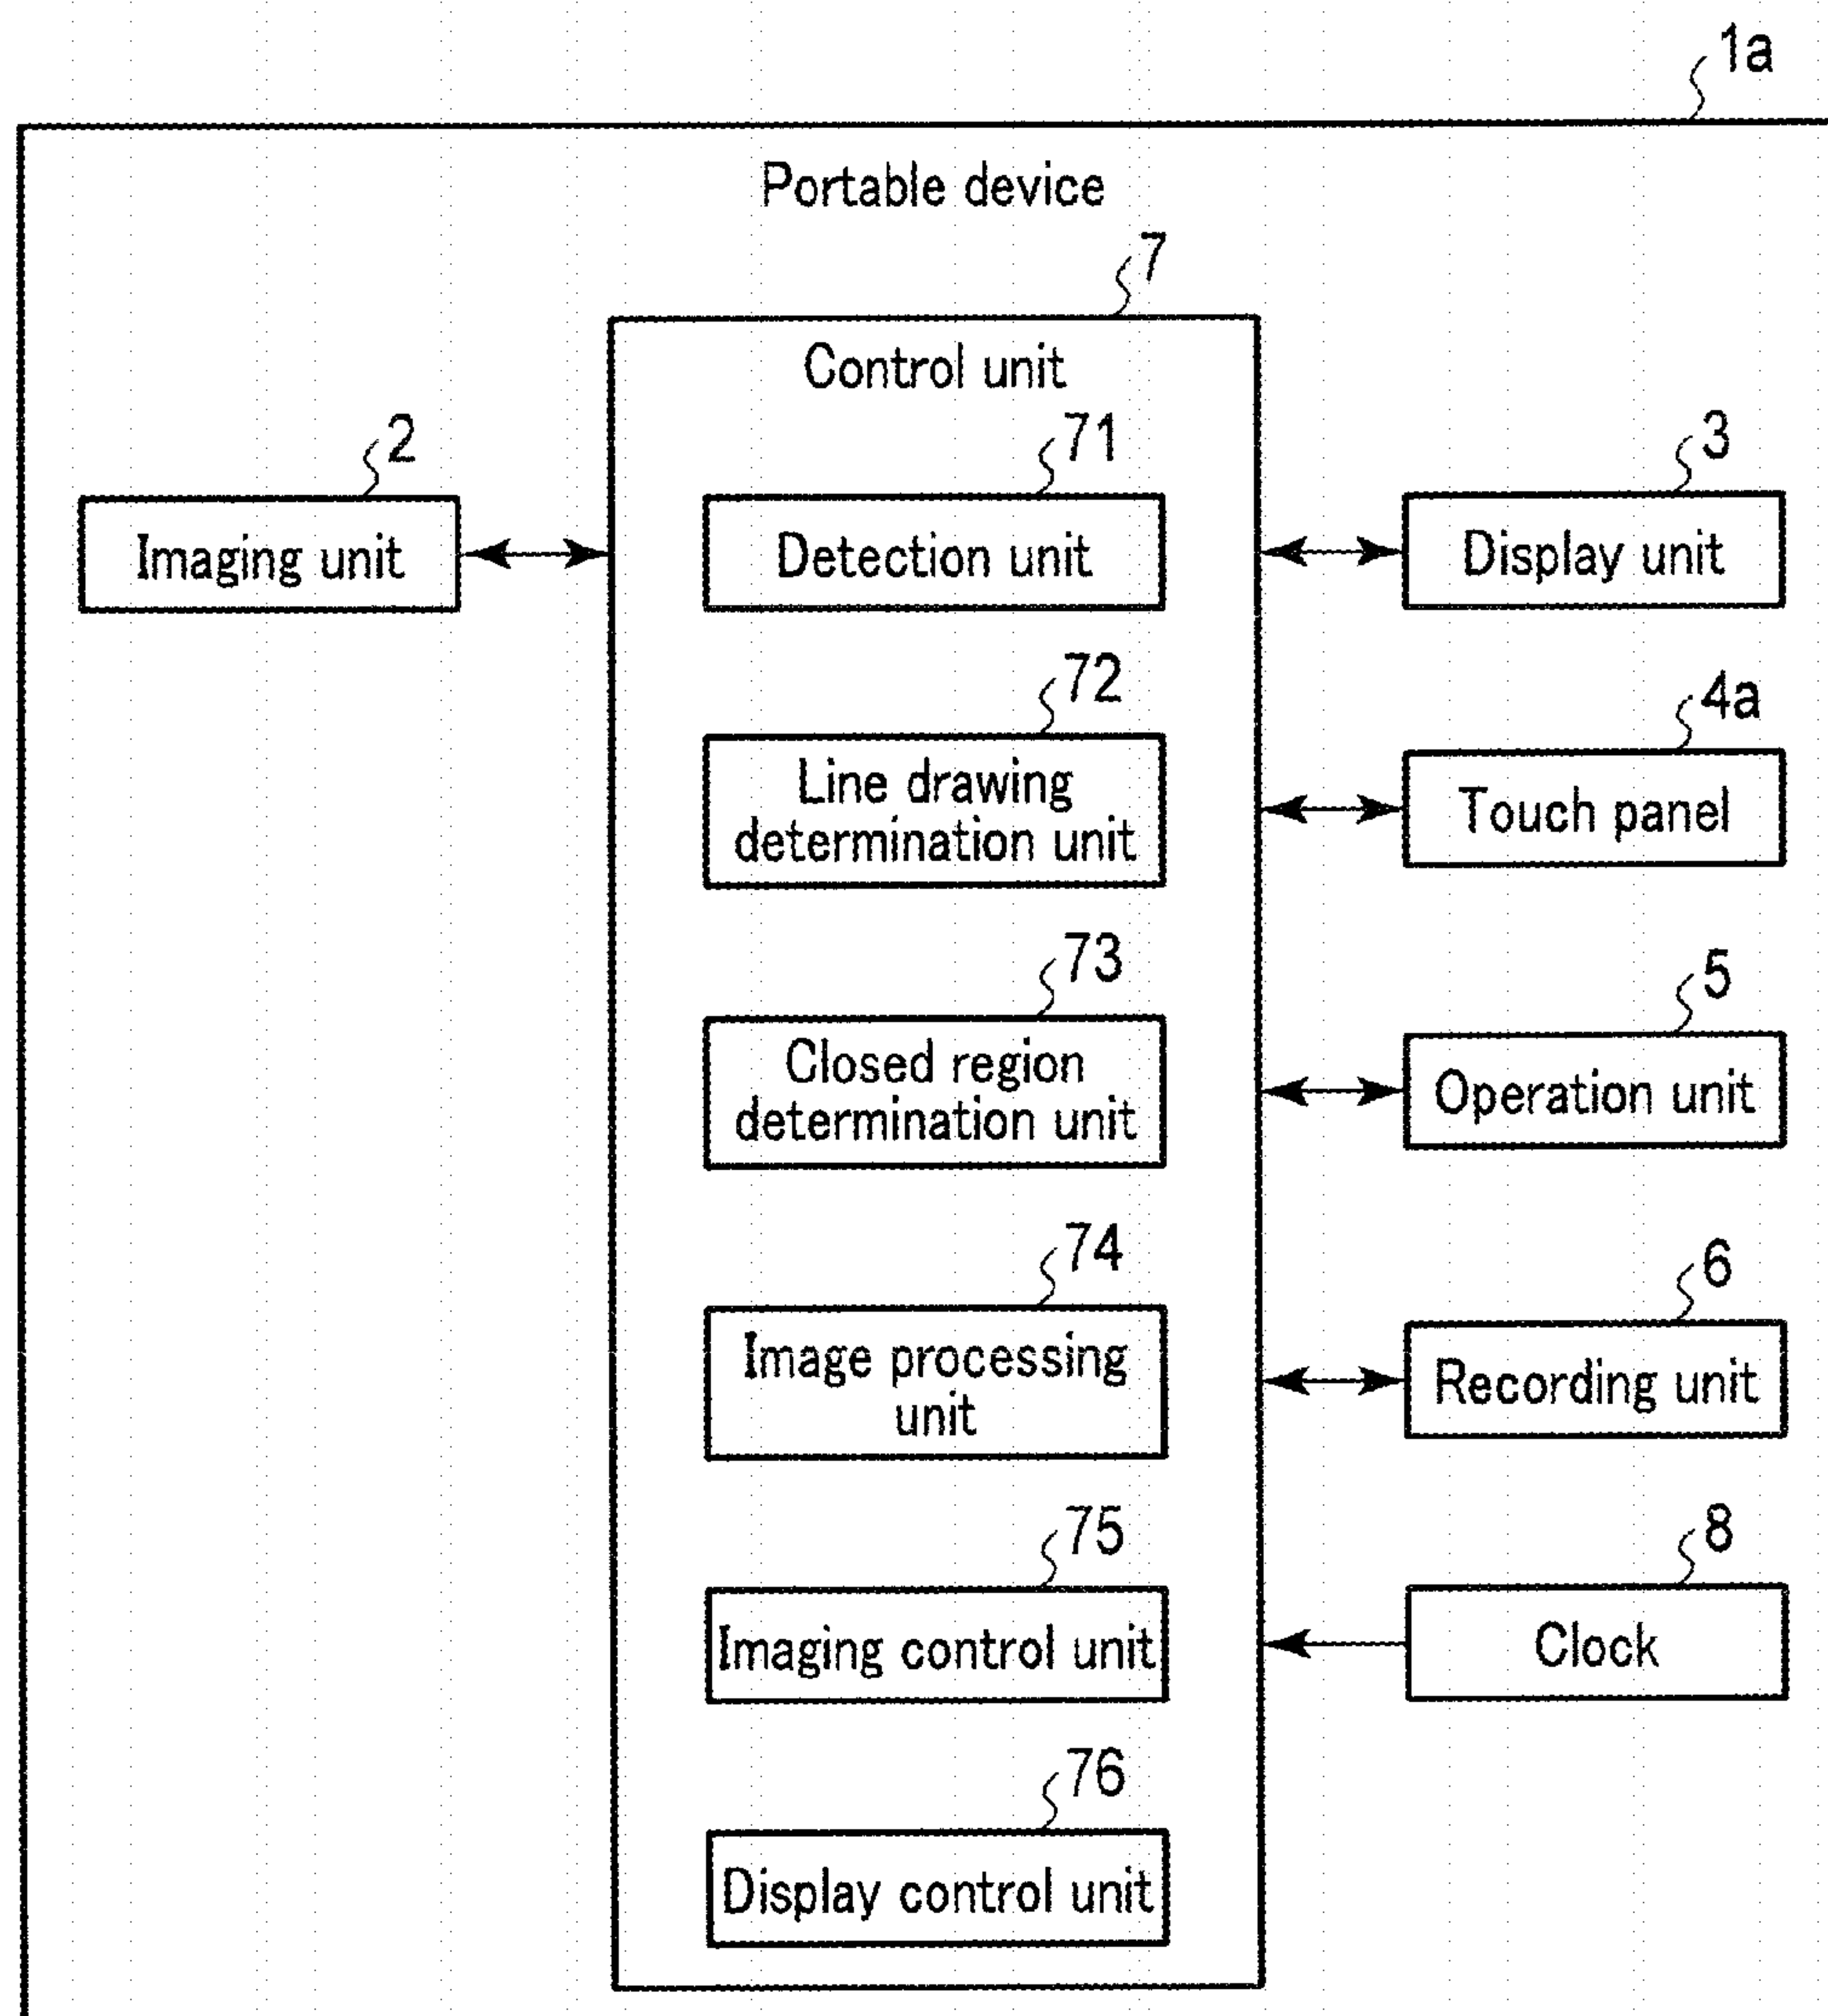 1a
Portable device
7
Control unit
2
Imaging unit
71
Detection unit
3
Display unit
72
Line drawing
determination unit
4a
Touch panel
73
Closed region
determination unit
5
Operation unit
74
Image processing
unit
6
Recording unit
75
Imaging control unit
8
Clock
76
Display control unit